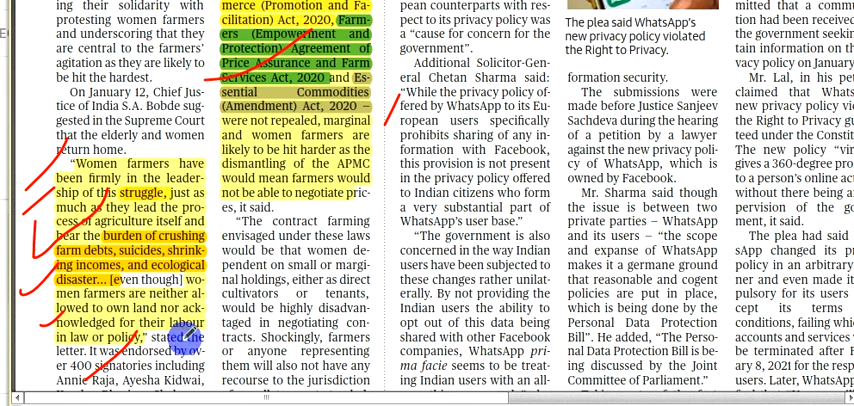 ing their solidarity with
protesting women farmers
and underscoring that they
are central to the farmers'
agitation as they are likely to
be hit the hardest.
On January 12, Chief Jus-
tice of India S.A. Bobde sug-
gested in the Supreme Court
that the elderly and women
return home.
"Women farmers have
been firmly in the leader-
ship of this struggle, just as
much as they lead the pro-
cess of agriculture itself and
bear the burden of crushing
farm debts, suicides, shrink-
ing incomes, and ecological
disaster... [even though] wo-
men farmers are neither al-
lowed to own land nor ack-
nowledged for their labour
in law or policy," stated the
letter. It was endorsed by ov-
er 400 signatories including
Annie Raja, Ayesha Kidwai,
merce (Promotion and Fa-
cilitation) Act, 2020, Farm-
ers (Empowerment and
Protection) Agreement of
Price Assurance and Farm
Services Act, 2020 and Es-
sential Commodities
(Amendment) Act, 2020 –
were not repealed, marginal
and women farmers are
likely to be hit harder as the
dismantling of the APMC
would mean farmers would
not be able to negotiate pric-
es, it said.
"The contract farming
envisaged under these laws
would be that women de-
pendent on small or margi-
nal holdings, either as direct
cultivators or tenants,
would be highly disadvan-
taged in negotiating con-
tracts. Shockingly, farmers
or anyone representing
them will also not have any
recourse to the jurisdiction
pean counterparts with res-
pect to its privacy policy was
a "cause for concern for the
government".
Additional Solicitor-Gen-
eral Chetan Sharma said:
"While the privacy policy of-
fered by WhatsApp to its Eu-
ropean users specifically
prohibits sharing of any in-
formation with Facebook,
this provision is not present
in the privacy policy offered
to Indian citizens who form
a very substantial part of
WhatsApp's user base."
"The government is also
concerned in the way Indian
users have been subjected to
these changes rather unilat-
erally. By not providing the
Indian users the ability to
opt out of this data being
shared with other Facebook
companies, WhatsApp pri-
ma facie seems to be treat-
ing Indian users with an all-
The plea said WhatsApp's
new privacy policy violated
the Right to Privacy.
formation security.
The submissions were
made before Justice Sanjeev
Sachdeva during the hearing
of a petition by a lawyer
against the new privacy poli-
cy of WhatsApp, which is
owned by Facebook.
Mr. Sharma said though
the issue is between two
private parties – WhatsApp
and its users – "the scope
and expanse of WhatsApp
makes it a germane ground
that reasonable and cogent
policies are put in place,
which is being done by the
Personal Data Protection
Bill". He added, "The Perso-
nal Data Protection Bill is be-
ing discussed by the Joint
Committee of Parliament."
mitted that a comm
tion had been received
the government seekin
tain information on th
vacy policy on January
Mr. Lal, in his pet
claimed that Whats
new privacy policy vio
the Right to Privacy gu
teed under the Constit
The new policy "vir
gives a 360-degree pro
to a person's online acti
without there being a
pervision of the go
ment, it said.
The plea had said
sApp changed its pr
policy in an arbitrary
ner and even made it
pulsory for its users
cept its terms
conditions, failing whic
accounts and services
be terminated after F
ary 8, 2021 for the resp
users. Later, WhatsApp